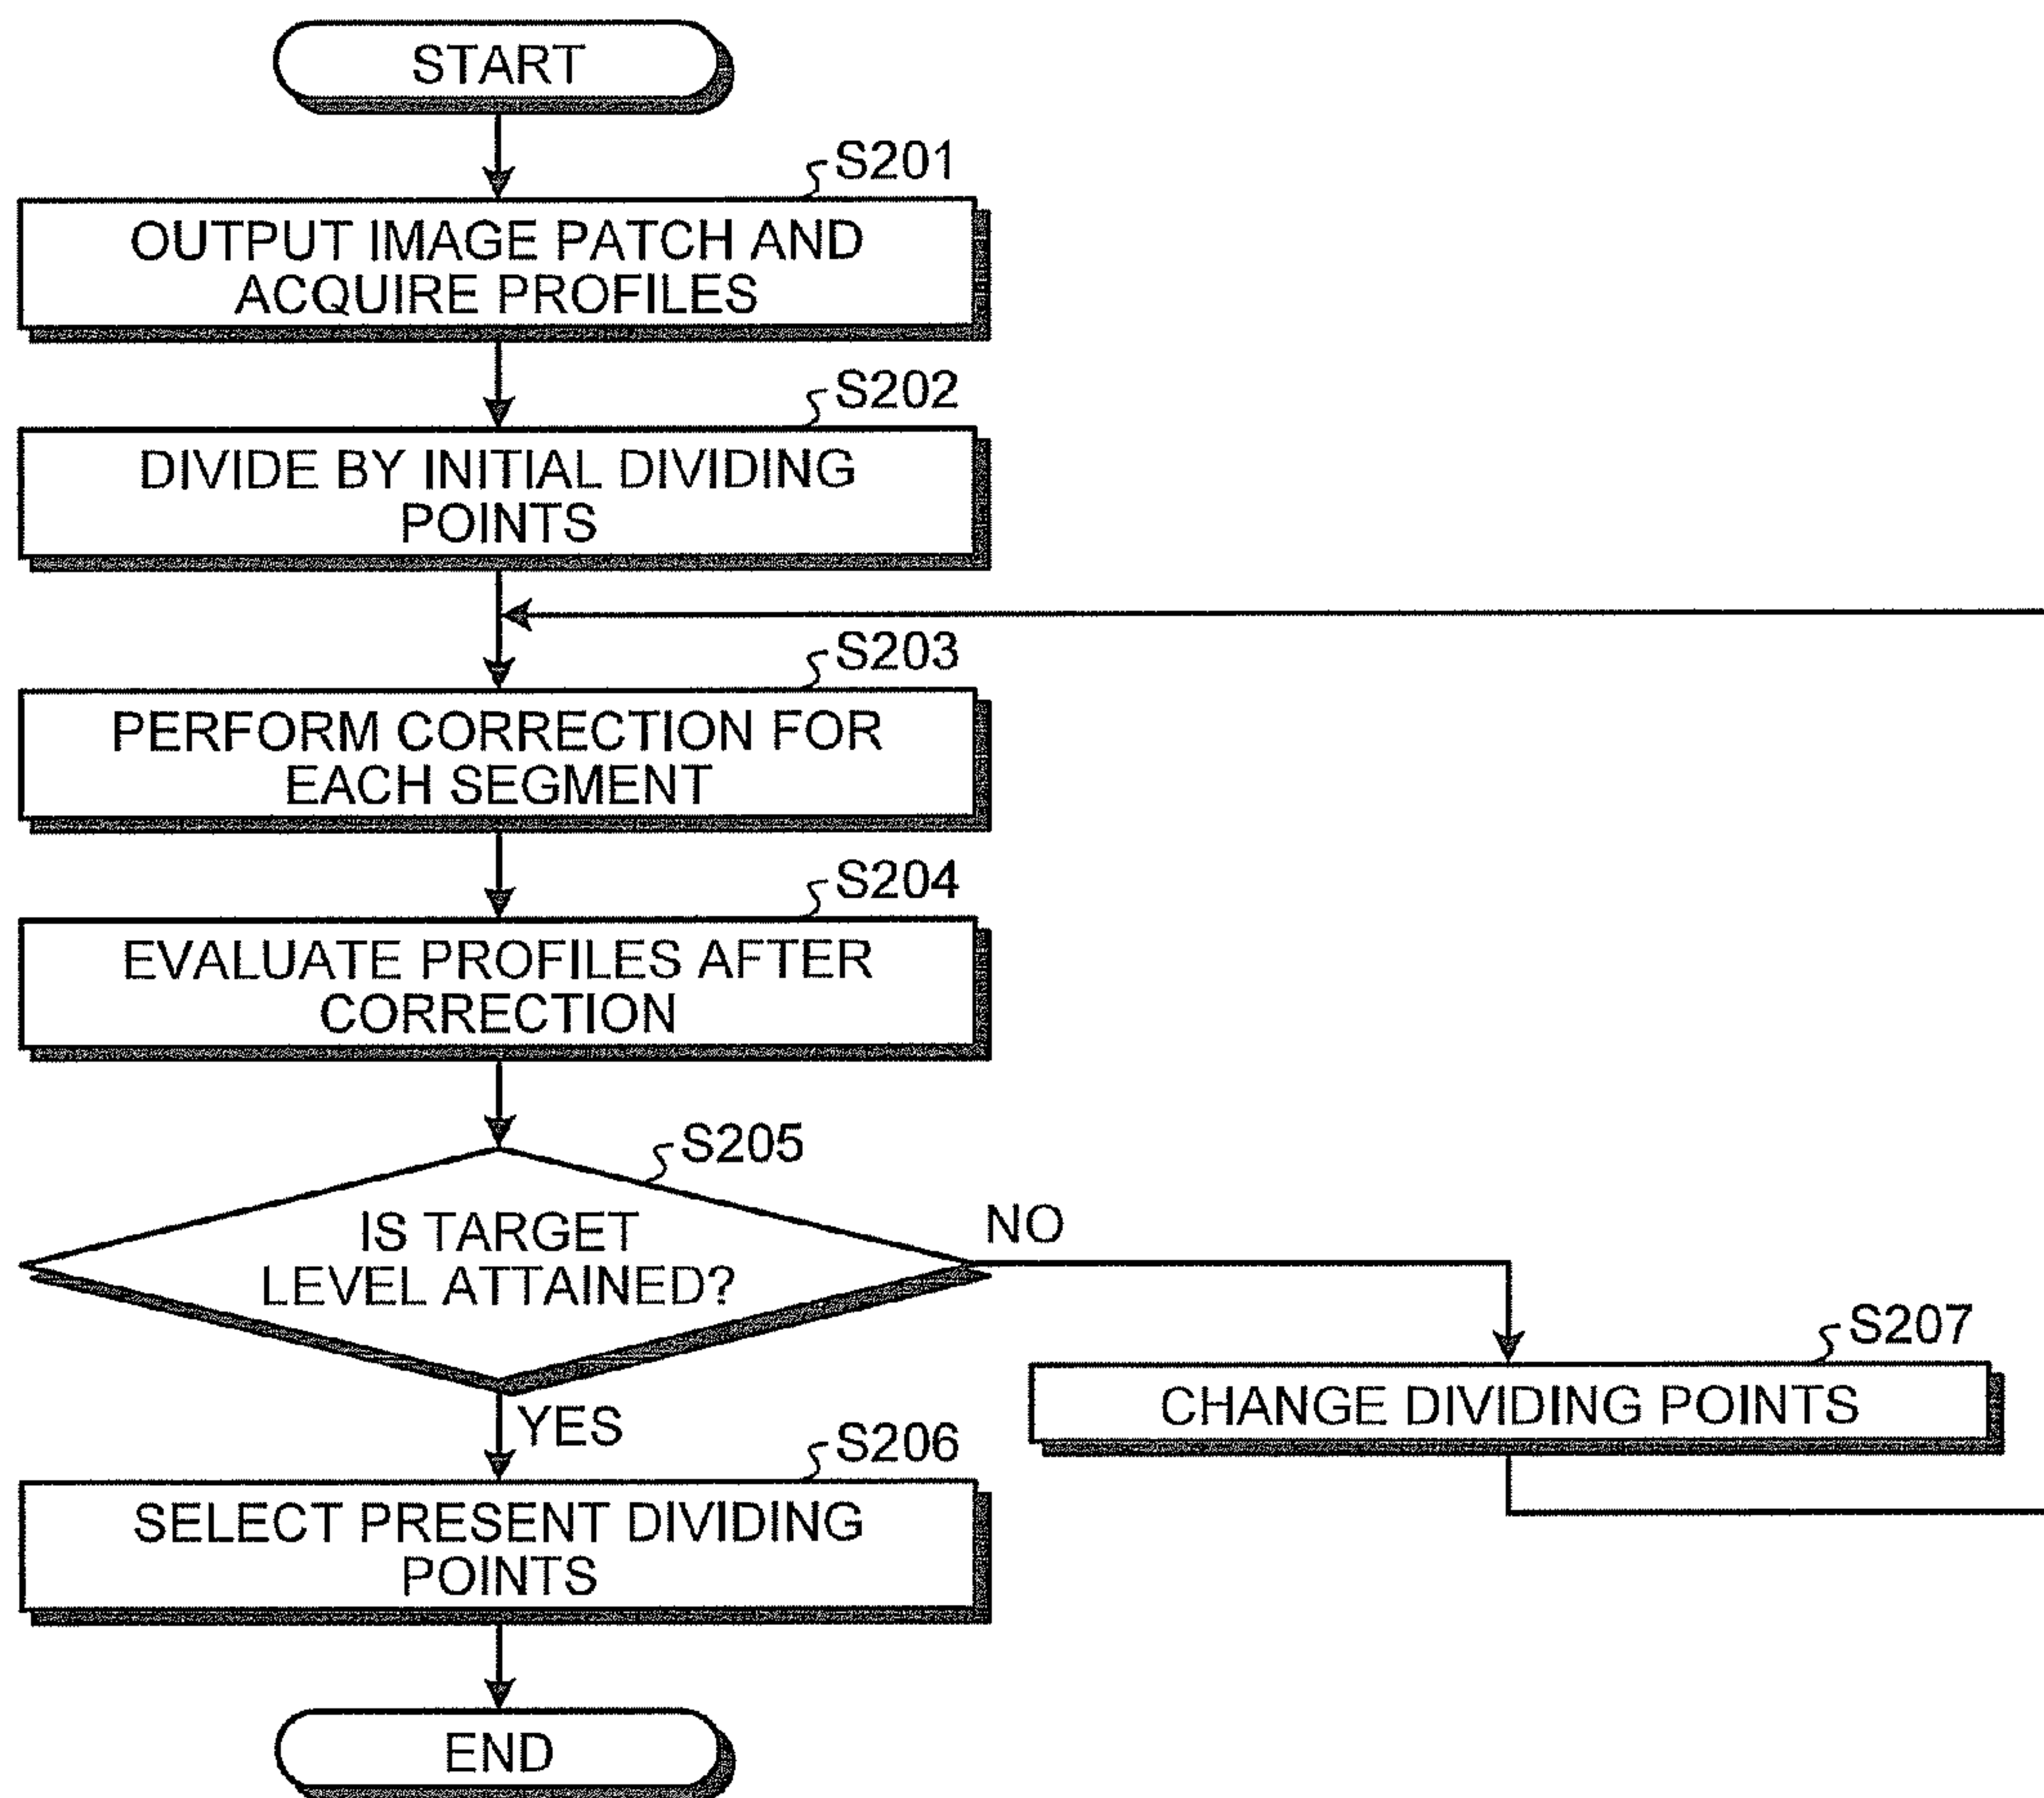 START
S201
OUTPUT IMAGE PATCH AND
ACQUIRE PROFILES
S202
DIVIDE BY INITIAL DIVIDING
POINTS
S203
PERFORM CORRECTION FOR
EACH SEGMENT
S204
EVALUATE PROFILES AFTER
CORRECTION
S205
IS TARGET
LEVEL ATTAINED?
NO
S207
CHANGE DIVIDING POINTS
YES
S206
SELECT PRESENT DIVIDING
POINTS
END